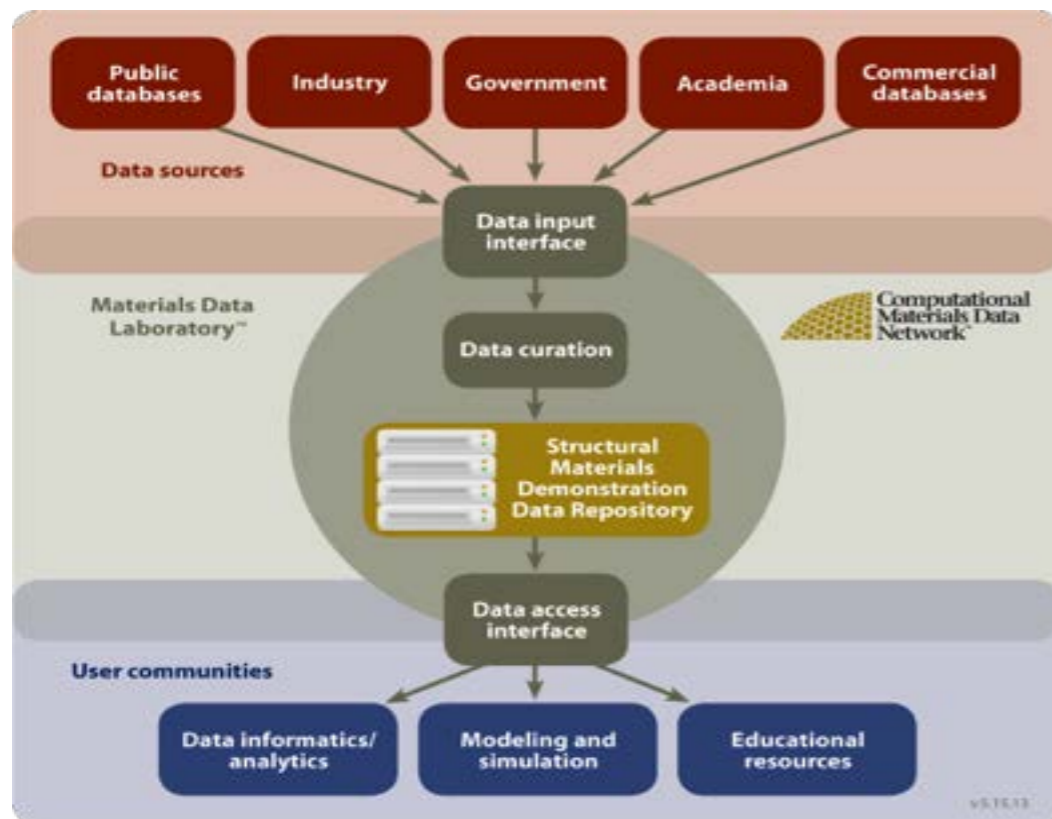 Public
databases
Industry
Government
Academia
Commercial
databases
Data sources
Data input
interface
Materials Data
Laboratory™
Computational
Materials Data
Network
Data curation
Structural
Materials
Demonstration
Data Repository
Data access
interface
User communities
Data informatics/
analytics
Modeling and
simulation
Educational
resources